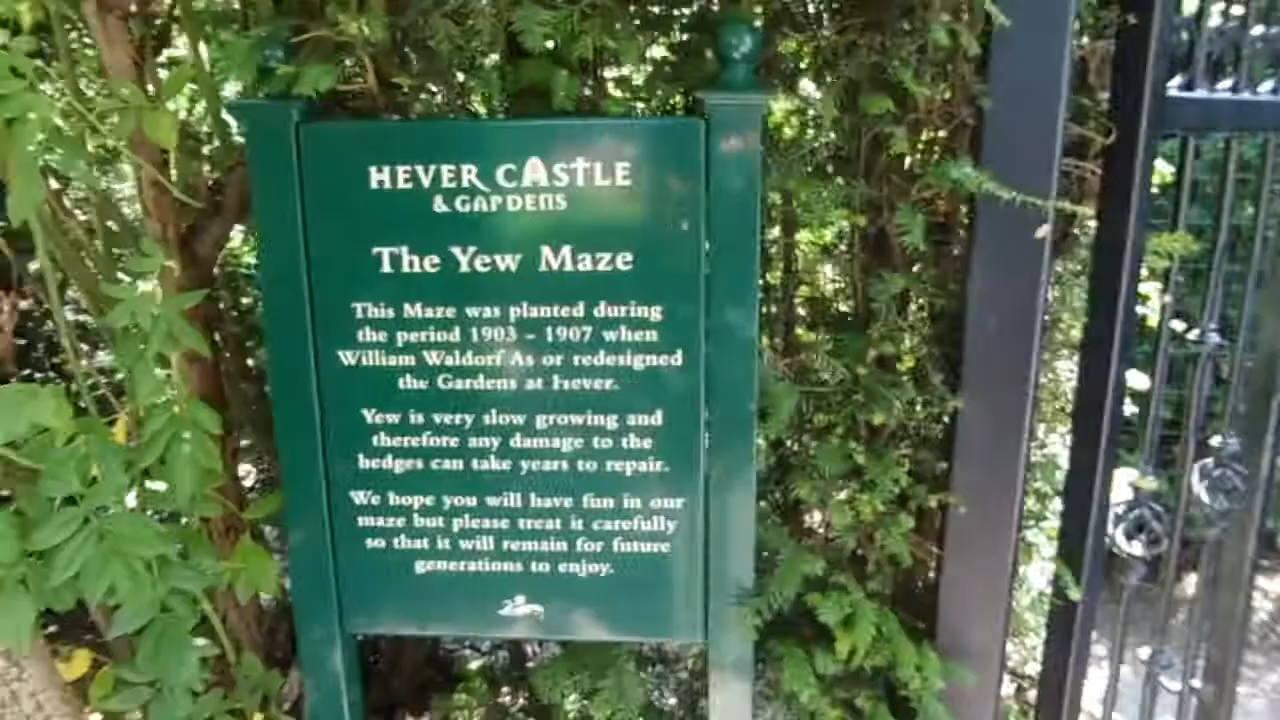 HEVER CASTLE
& GARDENS
The Yew Maze
This Maze was planted during
the period 1903 - 1907 when
William Waldorf As or redesigned
the Gardens at Hever.
Yew is very slow growing and
therefore any damage to the
hedges can take years to repair.
We hope you will have fun in our
maze but please treat it carefully
so that it will remain for future
generations to enjoy.